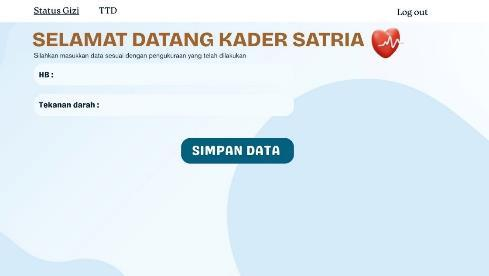 Status Gizi
TTD
Log out
SELAMAT DATANG KADER SATRIA
Silahkan masukkan data sesuai dengan pengukuraan yang telah dilakukan
HB :
Tekanan darah :
SIMPAN DATA